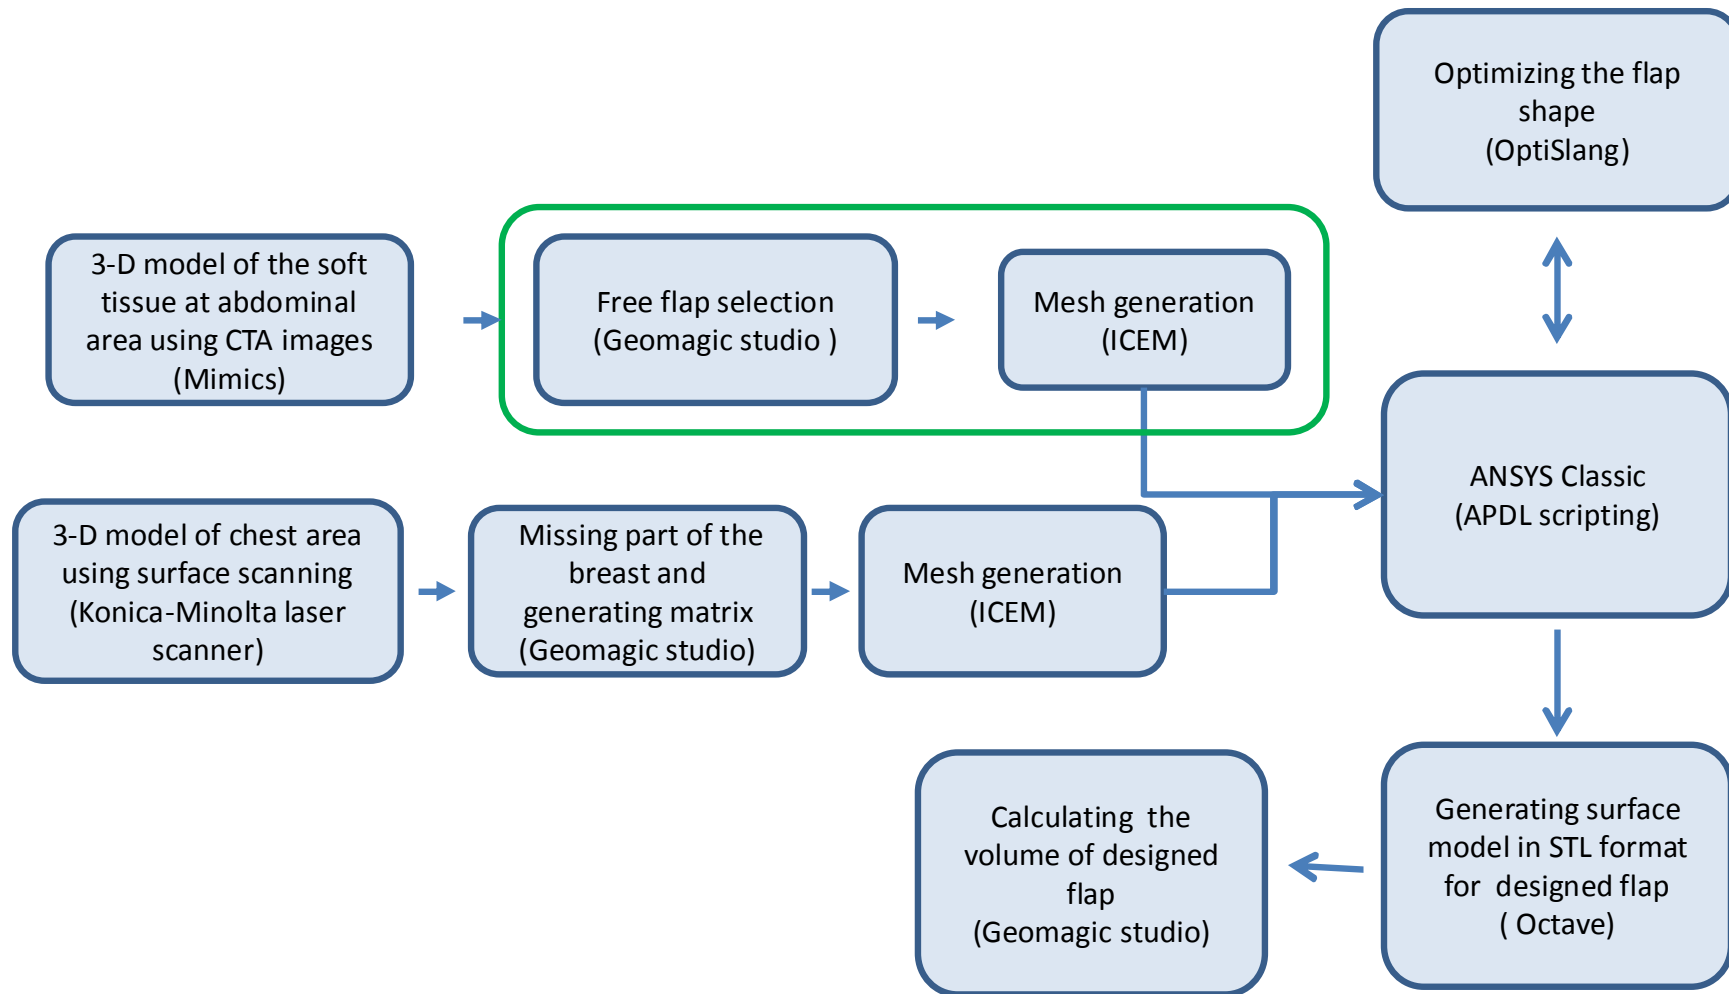 Optimizing the flap
shape
(OptiSlang)
3-D model of the soft
tissue at abdominal
area using CTA images
(Mimics)
Free flap selection
(Geomagic studio )
Mesh generation
(ICEM)
ANSYS Classic
(APDL scripting)
3-D model of chest area
using surface scanning
(Konica-Minolta laser
scanner)
Missing part of the
breast and
generating matrix
(Geomagic studio)
Mesh generation
(ICEM)
Calculating  the
volume of designed
flap
(Geomagic studio)
Generating surface
model in STL format
for  designed flap
( Octave)